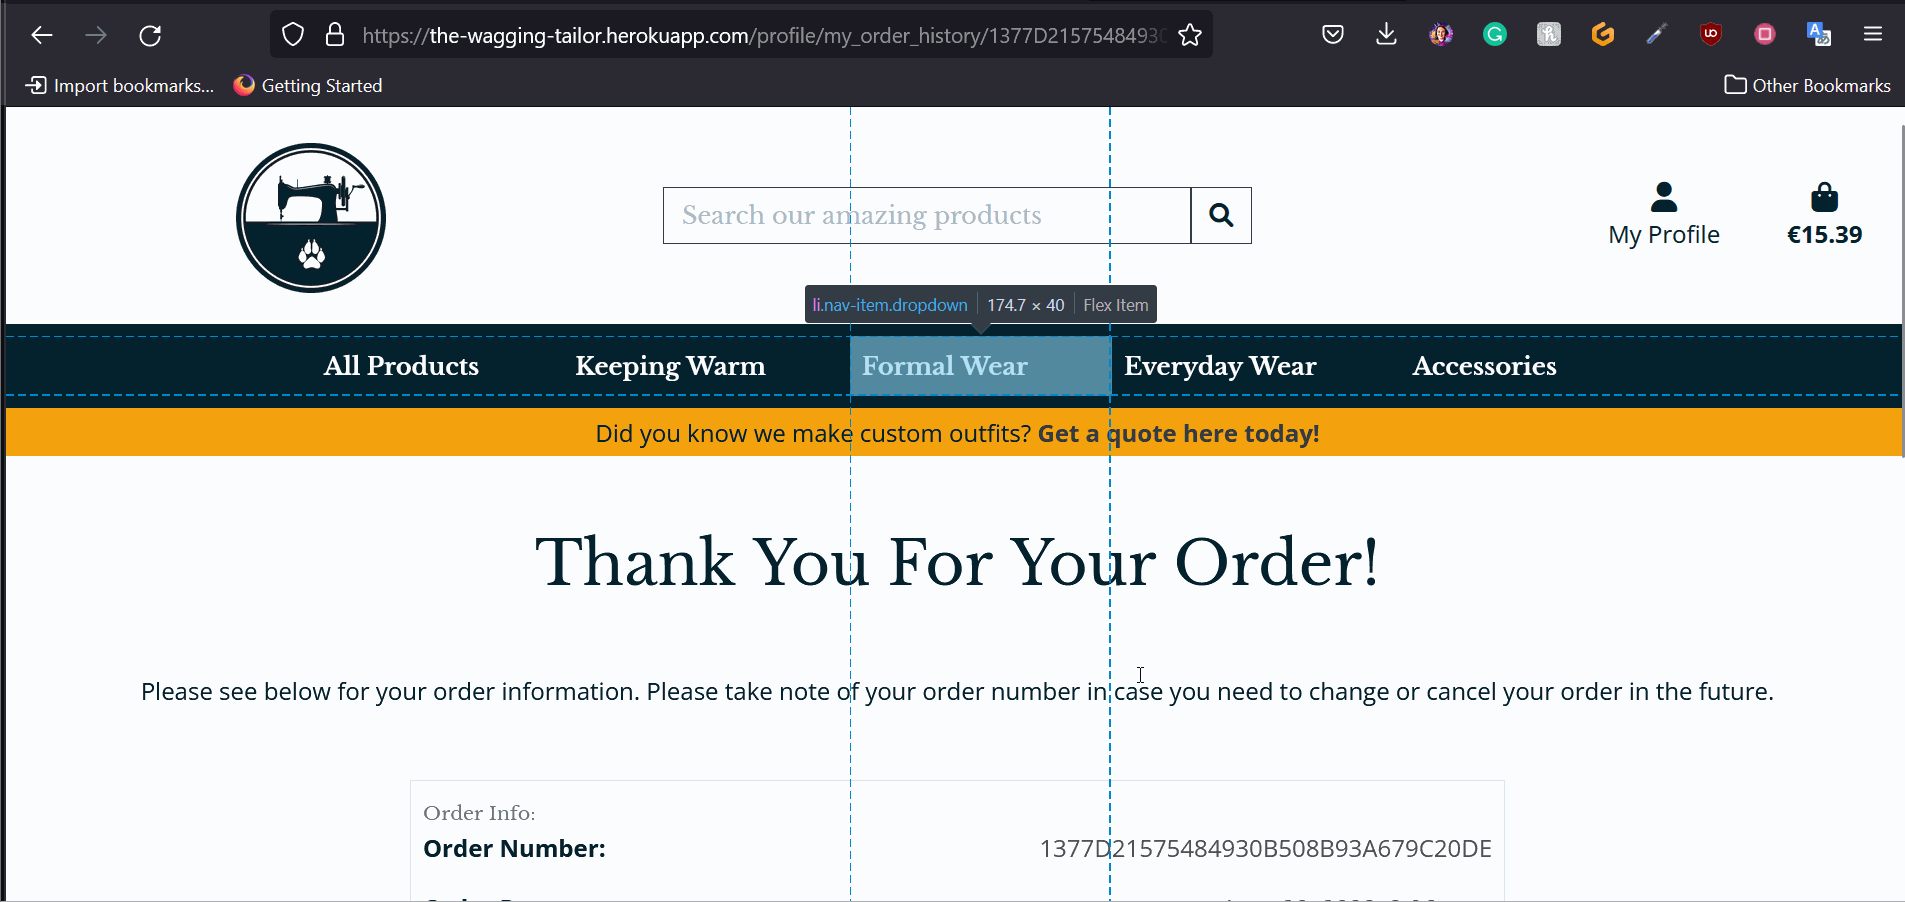 https://the-wagging-tailor.herokuapp.com/profile/my_order_history/1377D2157548493
Import bookmarks...
Getting Started
Other Bookmarks
Search our amazing products
My Profile
€15.39
li.nav-item.dropdown 174.7 × 40 Flex Item
All Products
Keeping Warm
Formal Wear
Everyday Wear
Accessories
Did you know we make custom outfits? Get a quote here today!
Thank You For Your Order!
Please see below for your order information. Please take note of your order number in case you need to change or cancel your order in the future.
Order Info:
Order Number:
1377D21575484930B508B93A679C20DE